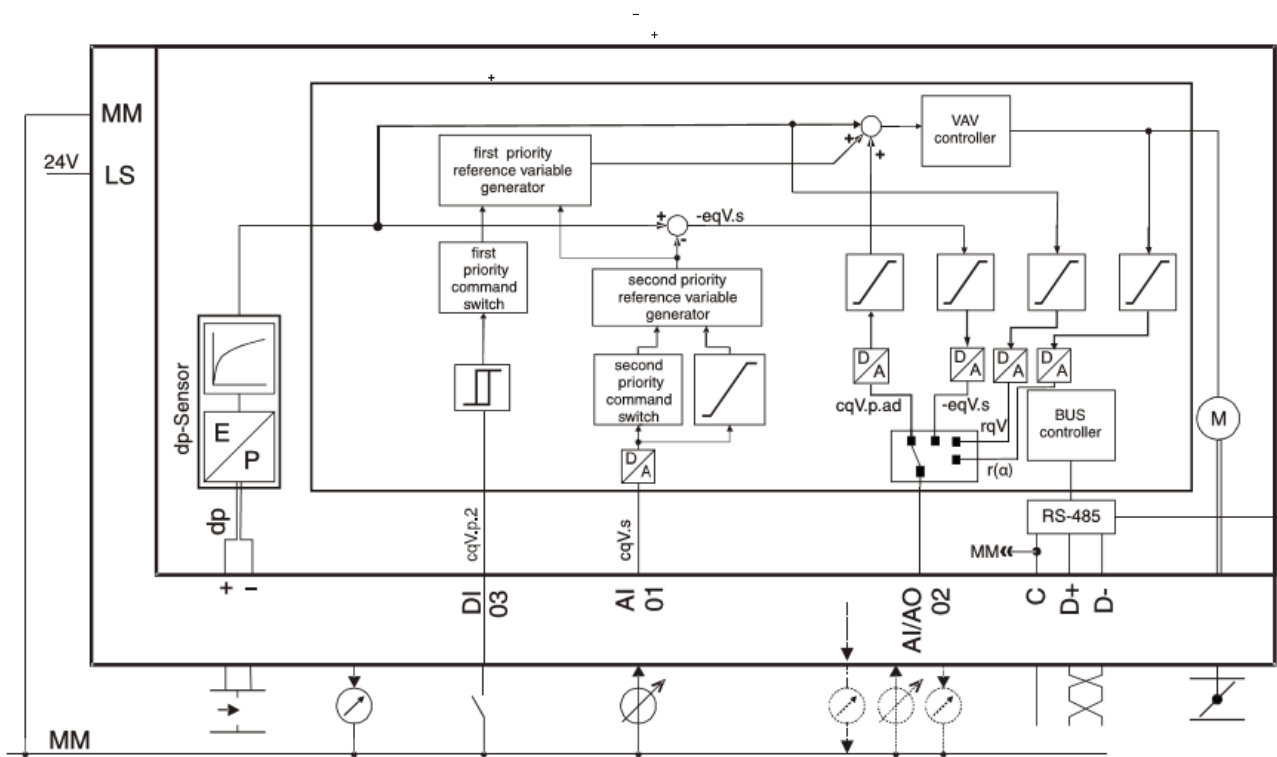 −
+
+
MM
24V
LS
VAV
controller
first priority
reference variable
generator
+
+
+
-eqV.s
-
first
priority
command
switch
second priority
reference variable
generator
second
priority
command
switch
dp-Sensor
E
P
D
A
D
A
D
A
D
A
D
A
cqV.p.ad
-eqV.s
rqV
r(α)
BUS
controller
M
RS-485
MM
dp
cqV.p.2
cqV.s
+
−
DI
03
AI
01
AI/AO
02
C
D+
D-
MM